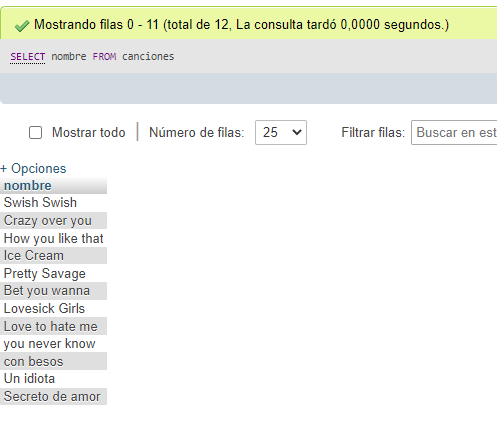 Mostrando filas 0 - 11 (total de 12, La consulta tardó 0,0000 segundos.)
SELECT nombre FROM canciones
Mostrar todo | Número de filas: 25 Filtrar filas: Buscar en est
+ Opciones
nombre
Swish Swish
Crazy over you
How you like that
Ice Cream
Pretty Savage
Bet you wanna
Lovesick Girls
Love to hate me
you never know
con besos
Un idiota
Secreto de amor